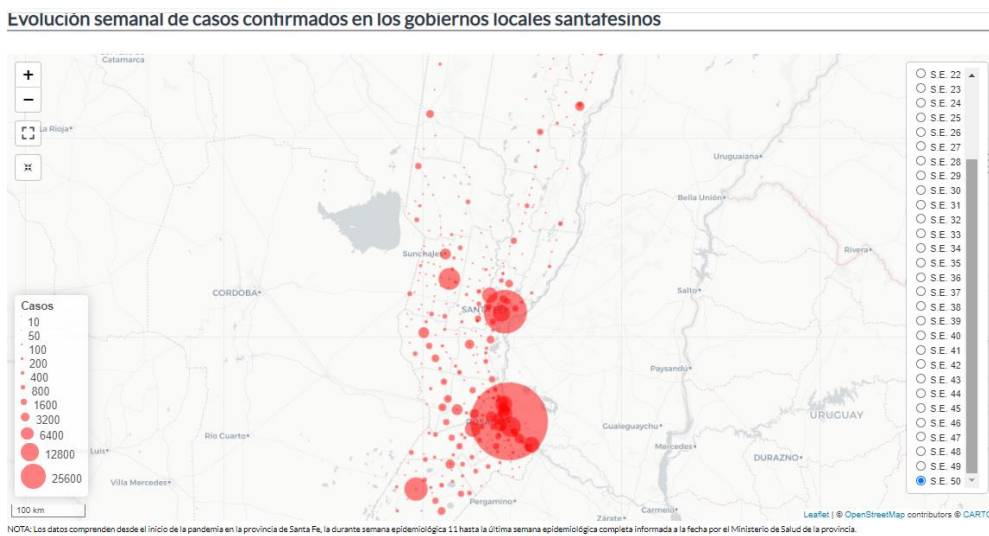 Evolución semanal de casos confirmados en los gobiernos locales santafesinos
Catamarca
+
−
La Rioja
Uruguaiana
Bella Unión
Rivera
Sunchales
CORDOBA
Salto
SANTA
Paysandú
URUGUAY
Gualeguaychu
Río Cuarto
Mercedes
DURAZNO
Luis
Villa Mercedes
Pergamino
Carmelo
Zárate
Casos
10
50
100
200
400
800
1600
3200
6400
12800
25600
100 km
S.E. 22
S.E. 23
S.E. 24
S.E. 25
S.E. 26
S.E. 27
S.E. 28
S.E. 29
S.E. 30
S.E. 31
S.E. 32
S.E. 33
S.E. 34
S.E. 35
S.E. 36
S.E. 37
S.E. 38
S.E. 39
S.E. 40
S.E. 41
S.E. 42
S.E. 43
S.E. 44
S.E. 45
S.E. 46
S.E. 47
S.E. 48
S.E. 49
S.E. 50
Leaflet | © OpenStreetMap contributors © CARTO
NOTA: Los datos comprenden desde el inicio de la pandemia en la provincia de Santa Fe, la durante semana epidemiológica 11 hasta la última semana epidemiológica completa informada a la fecha por el Ministerio de Salud de la provincia.